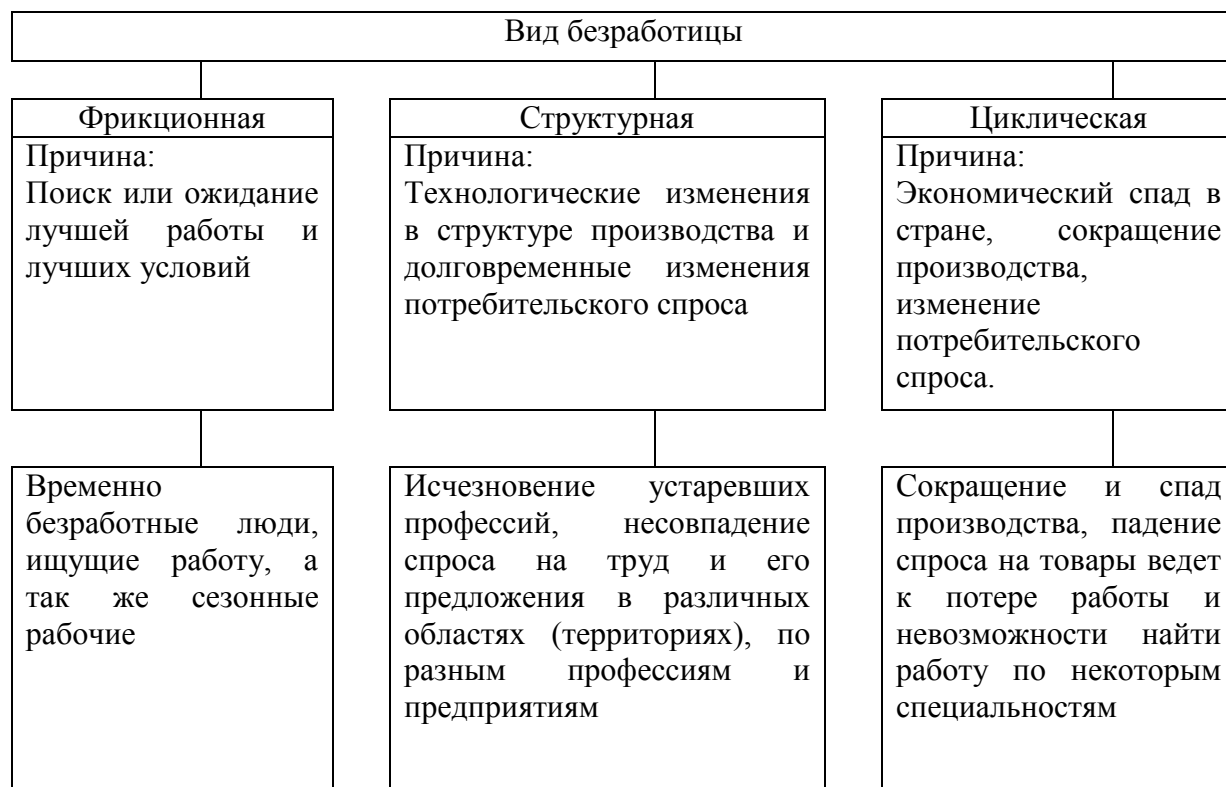 Вид безработицы
Фрикционная
Причина:
Поиск или ожидание
лучшей работы и
лучших условий
Структурная
Причина:
Технологические изменения
в структуре производства и
долговременные изменения
потребительского спроса
Циклическая
Причина:
Экономический спад в
стране, сокращение
производства,
изменение
потребительского
спроса.
Временно
безработные люди,
ищущие работу, а
так же сезонные
рабочие
Исчезновение устаревших
профессий, несовпадение
спроса на труд и его
предложения в различных
областях (территориях), по
разным профессиям и
предприятиям
Сокращение и спад
производства, падение
спроса на товары ведет
к потере работы и
невозможности найти
работу по некоторым
специальностям